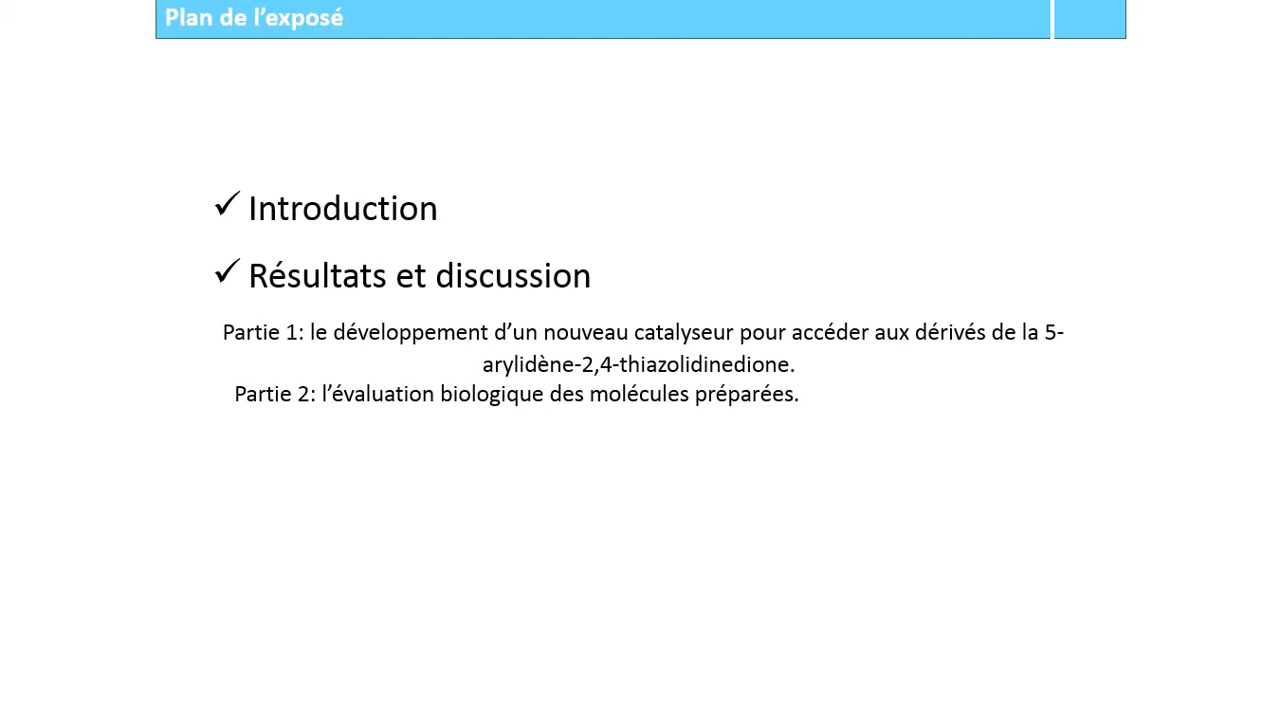 Plan de l’exposé
✓ Introduction
✓ Résultats et discussion
Partie 1: le développement d’un nouveau catalyseur pour accéder aux dérivés de la 5-
arylidène-2,4-thiazolidinedione.
Partie 2: l’évaluation biologique des molécules préparées.